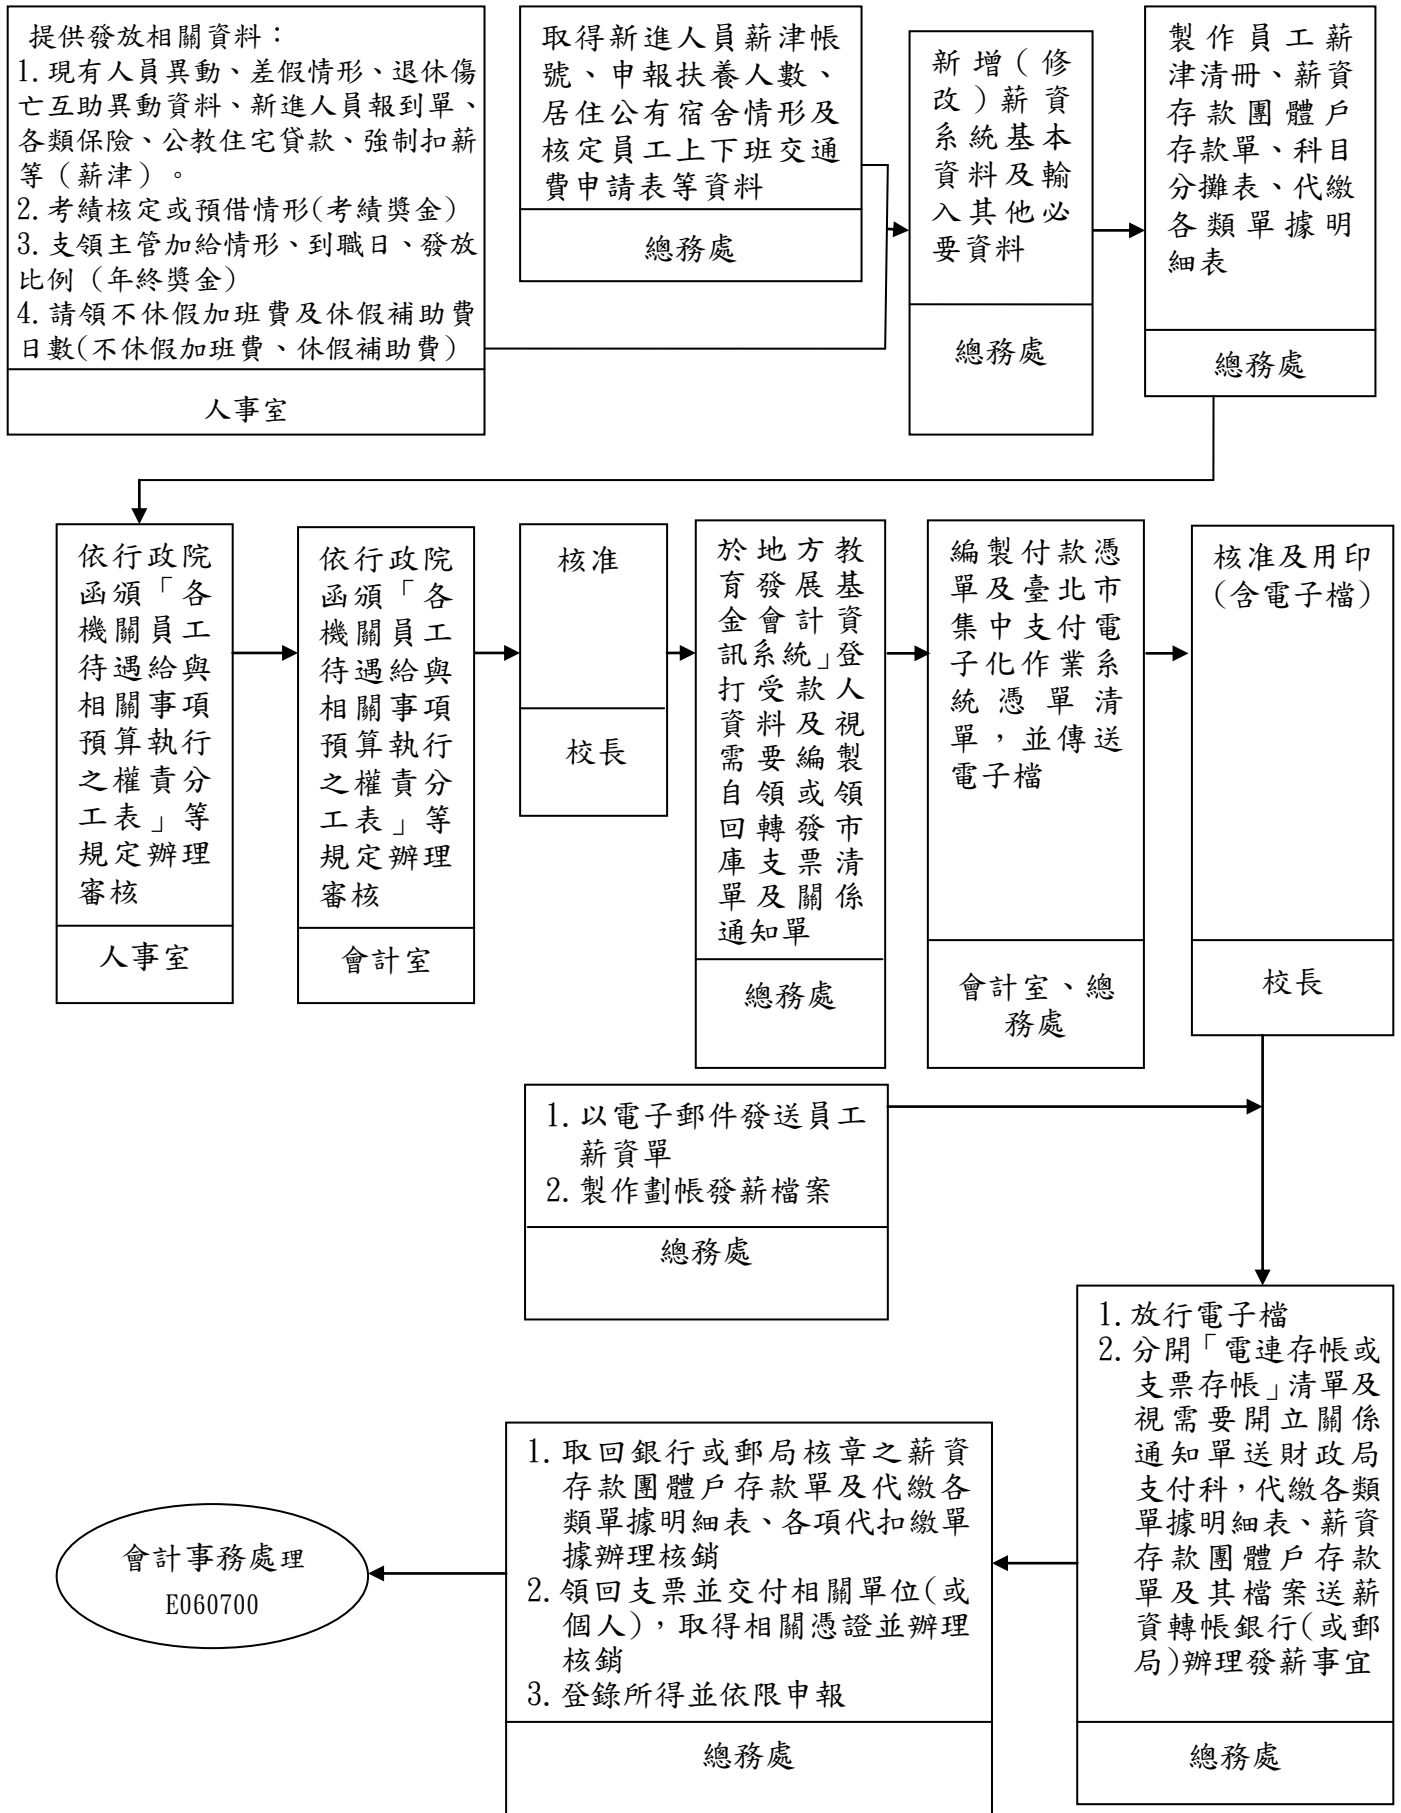 提供發放相關資料：
1.現有人員異動、差假情形、退休傷
亡互助異動資料、新進人員報到單、
各類保險、公教住宅貸款、強制扣薪
等（薪津）。
2.考績核定或預借情形(考績獎金)
3.支領主管加給情形、到職日、發放
比例（年終獎金)
4.請領不休假加班費及休假補助費
日數(不休假加班費、休假補助費)
人事室
取得新進人員薪津帳
號、申報扶養人數、
居住公有宿舍情形及
核定員工上下班交通
費申請表等資料
總務處
新增（修
改）薪資
系統基本
資料及輸
入其他必
要資料
總務處
製作員工薪
津清冊、薪資
存款團體戶
存款單、科目
分攤表、代繳
各類單據明
細表
總務處
依行政院
函頒「各
機關員工
待遇給與
相關事項
預算執行
之權責分
工表」等
規定辦理
審核
人事室
依行政院
函頒「各
機關員工
待遇給與
相關事項
預算執行
之權責分
工表」等
規定辦理
審核
會計室
核准
校長
於地方教
育發展基
金會計資
訊系統」登
打受款人
資料及視
需要編製
自領或領
回轉發市
庫支票清
單及關係
通知單
總務處
編製付款憑
單及臺北市
集中支付電
子化作業系
統憑單清
單，並傳送
電子檔
會計室、總
務處
核准及用印
(含電子檔)
校長
1.以電子郵件發送員工
薪資單
2.製作劃帳發薪檔案
總務處
1.放行電子檔
2.分開「電連存帳或
支票存帳」清單及
視需要開立關係
通知單送財政局
支付科，代繳各類
單據明細表、薪資
存款團體戶存款
單及其檔案送薪
資轉帳銀行(或郵
局)辦理發薪事宜
總務處
1.取回銀行或郵局核章之薪資
存款團體戶存款單及代繳各
類單據明細表、各項代扣繳單
據辦理核銷
2.領回支票並交付相關單位(或
個人)，取得相關憑證並辦理
核銷
3.登錄所得並依限申報
總務處
會計事務處理
E060700